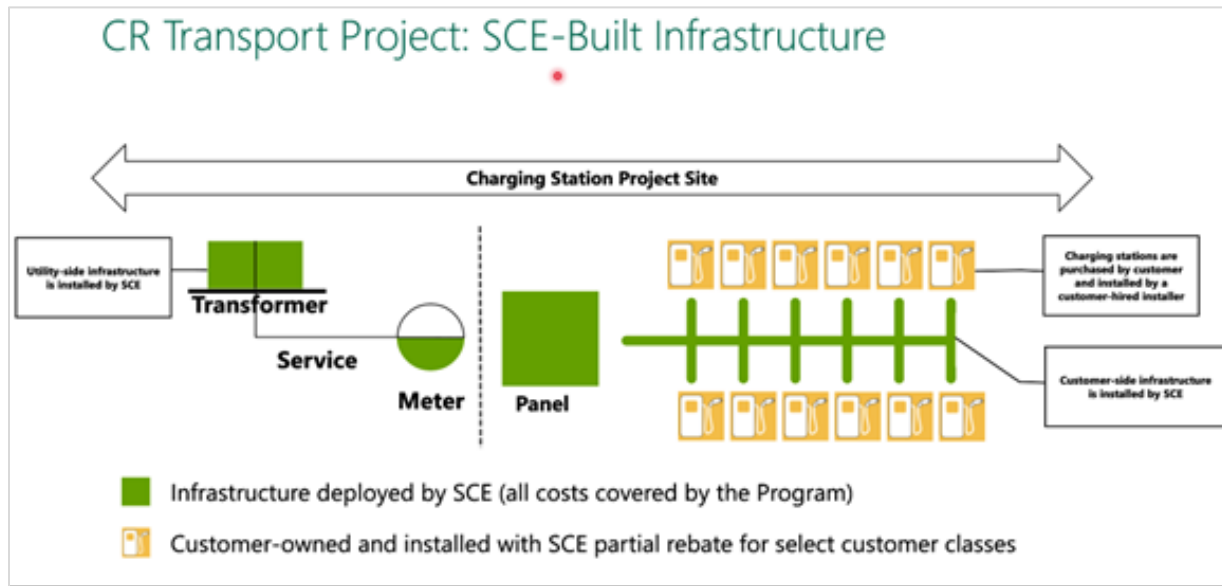 CR Transport Project: SCE-Built Infrastructure
Charging Station Project Site
Utility-side infrastructure
is installed by SCE
Transformer
Service
Meter
Panel
Charging stations are
purchased by customer
and installed by a
customer-hired installer
Customer-side infrastructure
is installed by SCE
Infrastructure deployed by SCE (all costs covered by the Program)
Customer-owned and installed with SCE partial rebate for select customer classes